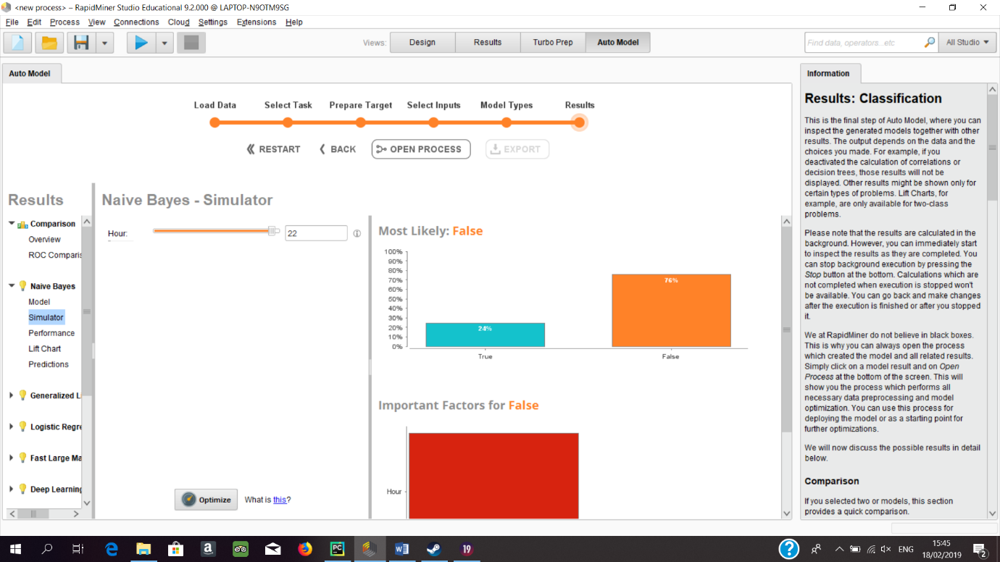 <new process> – RapidMiner Studio Educational 9.2.000 @ LAPTOP-N9OTM9SG
File Edit Process View Connections Cloud Settings Extensions Help
Views: Design Results Turbo Prep Auto Model
Find data, operators...etc
All Studio
Auto Model
Load Data Select Task Prepare Target Select Inputs Model Types Results
RESTART BACK OPEN PROCESS EXPORT
Results
Comparison
Overview
ROC Comparis
Naive Bayes
Model
Simulator
Performance
Lift Chart
Predictions
Generalized Li
Logistic Regre
Fast Large Ma
Deep Learning
Naive Bayes - Simulator
Hour: 22
Optimize What is this?
Most Likely: False
100%
90%
80%
70%
60%
50%
40%
30%
20%
10%
0%
24%
76%
True False
Important Factors for False
Hour
Information
Results: Classification
This is the final step of Auto Model, where you can
inspect the generated models together with other
results. The output depends on the data and the
choices you made. For example, if you
deactivated the calculation of correlations or
decision trees, those results will not be
displayed. Other results might be shown only for
certain types of problems. Lift Charts, for
example, are only available for two-class
problems.
Please note that the results are calculated in the
background. However, you can immediately start
to inspect the results as they are completed. You
can stop background execution by pressing the
Stop button at the bottom. Calculations which are
not completed when execution is stopped won't
be available. You can go back and make changes
after the execution is finished or after you stopped
it.
We at RapidMiner do not believe in black boxes.
This is why you can always open the process
which created the model and all related results.
Simply click on a model result and on Open
Process at the bottom of the screen. This will
show you the process which performs all
necessary data preprocessing and model
optimization. You can use this process for
deploying the model or as a starting point for
further optimizations.
We will now discuss the possible results in detail
below.
Comparison
If you selected two or models, this section
provides a quick comparison.
PC
19
ENG
15:45
18/02/2019
2